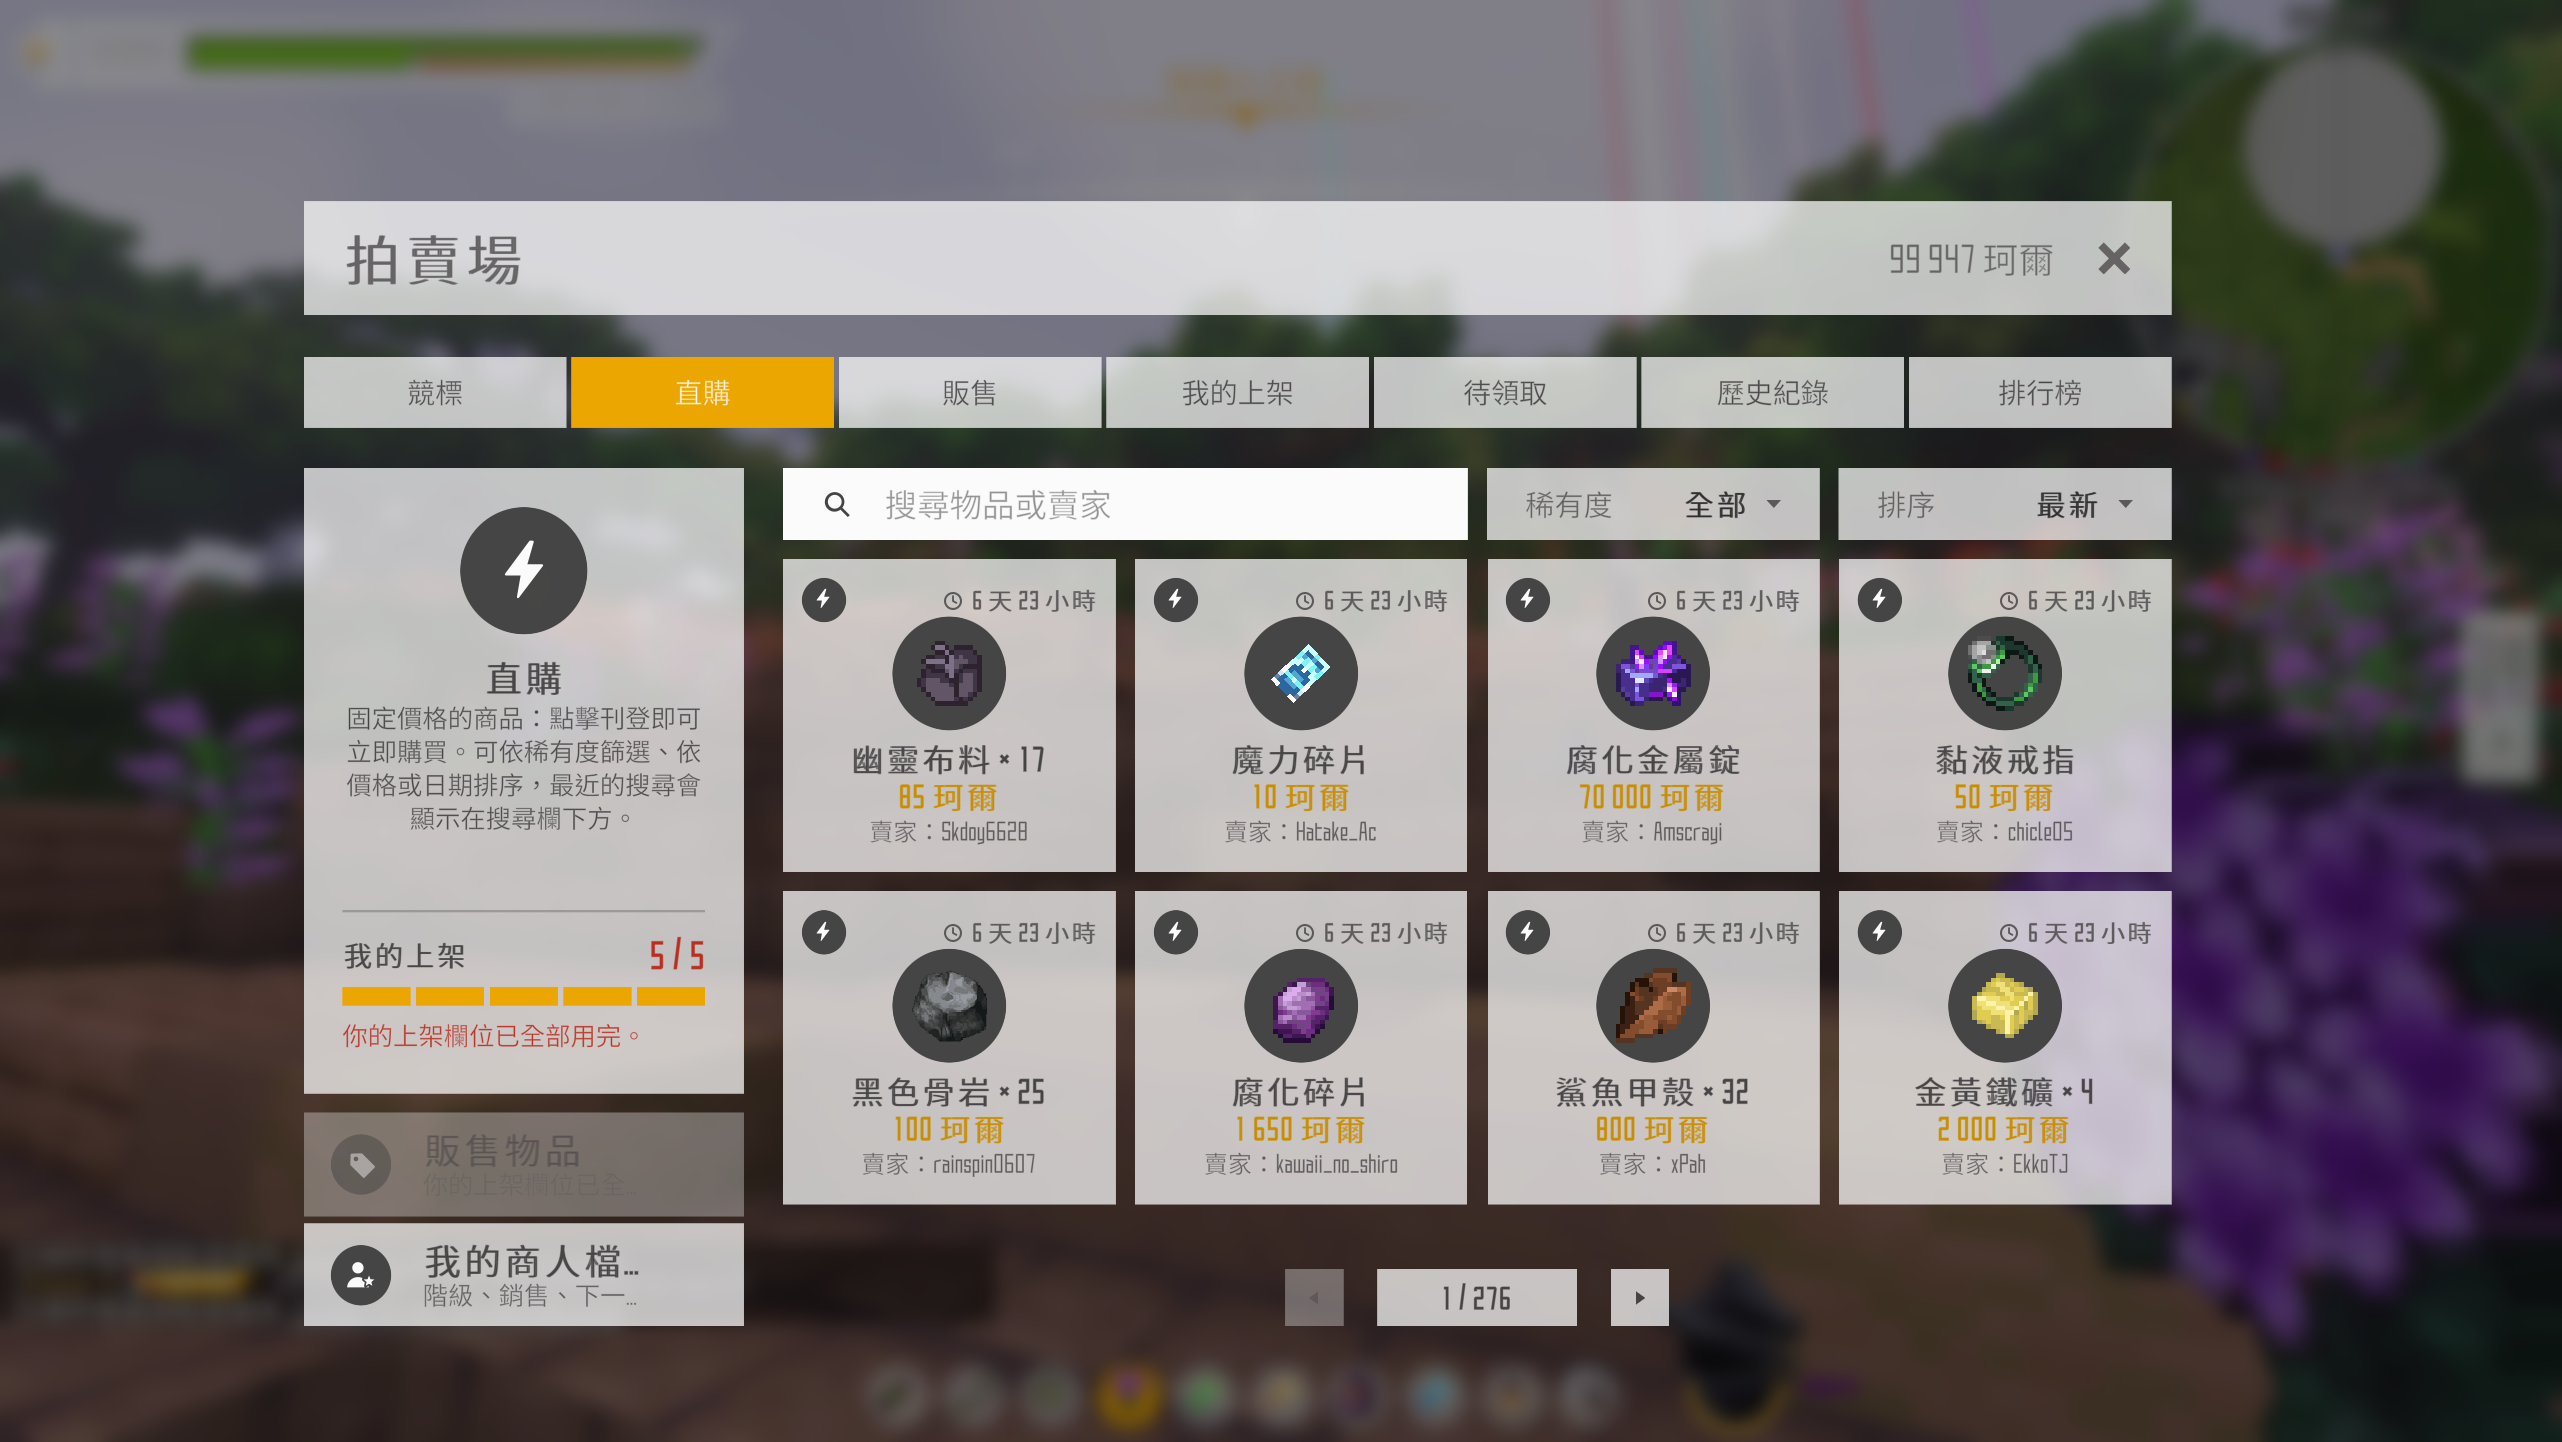 拍賣場
99 947 珂爾
競標
直購
販售
我的上架
待領取
歷史紀錄
排行榜
直購
固定價格的商品：點擊刊登即可
立即購買。可依稀有度篩選、依
價格或日期排序，最近的搜尋會
顯示在搜尋欄下方。
我的上架
5 / 5
你的上架欄位已全部用完。
販售物品
你的上架欄位已全...
我的商人檔...
階級、銷售、下一...
搜尋物品或賣家
稀有度 全部
排序 最新
6 天 23 小時
幽靈布料 × 17
85 珂爾
賣家：Skdoy6628
6 天 23 小時
魔力碎片
10 珂爾
賣家：Hatake_Ac
6 天 23 小時
腐化金屬錠
70 000 珂爾
賣家：Amscrayi
6 天 23 小時
黏液戒指
50 珂爾
賣家：chicle05
6 天 23 小時
黑色骨岩 × 25
100 珂爾
賣家：rainspin0607
6 天 23 小時
腐化碎片
1 650 珂爾
賣家：kawaii_no_shiro
6 天 23 小時
鯊魚甲殼 × 32
800 珂爾
賣家：xPah
6 天 23 小時
金黃鐵礦 × 4
2 000 珂爾
賣家：EkkoTJ
1 / 276